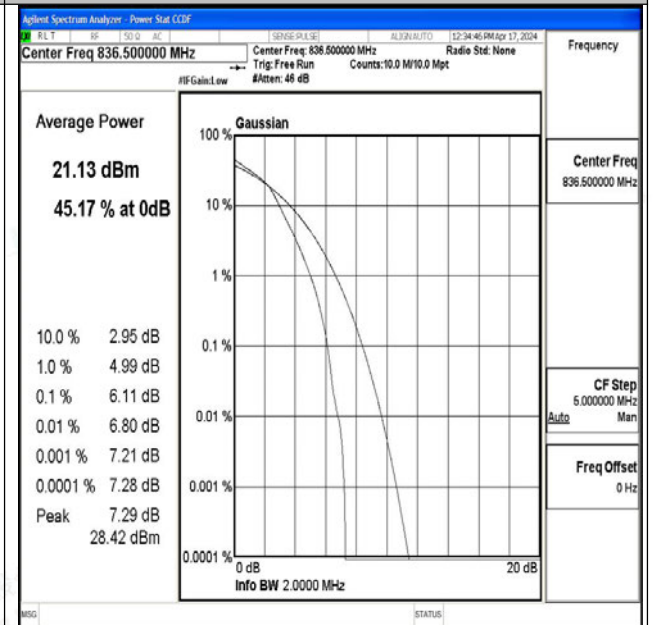 Agilent Spectrum Analyzer - Power Stat CCDF
RLT RF 50 Ω AC SENSE:PULSE ALIGNAUTO 12:34:46 PM Apr 17, 2024
Center Freq 836.500000 MHz
Center Freq: 836.500000 MHz
Radio Std: None
Trig: Free Run Counts:10.0 M/10.0 Mpt
#IFGain:Low #Atten: 46 dB
Frequency
Average Power
21.13 dBm
45.17 % at 0dB
10.0 % 2.95 dB
1.0 % 4.99 dB
0.1 % 6.11 dB
0.01 % 6.80 dB
0.001 % 7.21 dB
0.0001 % 7.28 dB
Peak 7.29 dB
28.42 dBm
Gaussian
100 %
10 %
1 %
0.1 %
0.01 %
0.001 %
0.0001 %
0 dB 20 dB
Info BW 2.0000 MHz
Center Freq
836.500000 MHz
CF Step
5.000000 MHz
Auto Man
Freq Offset
0 Hz
MSG STATUS